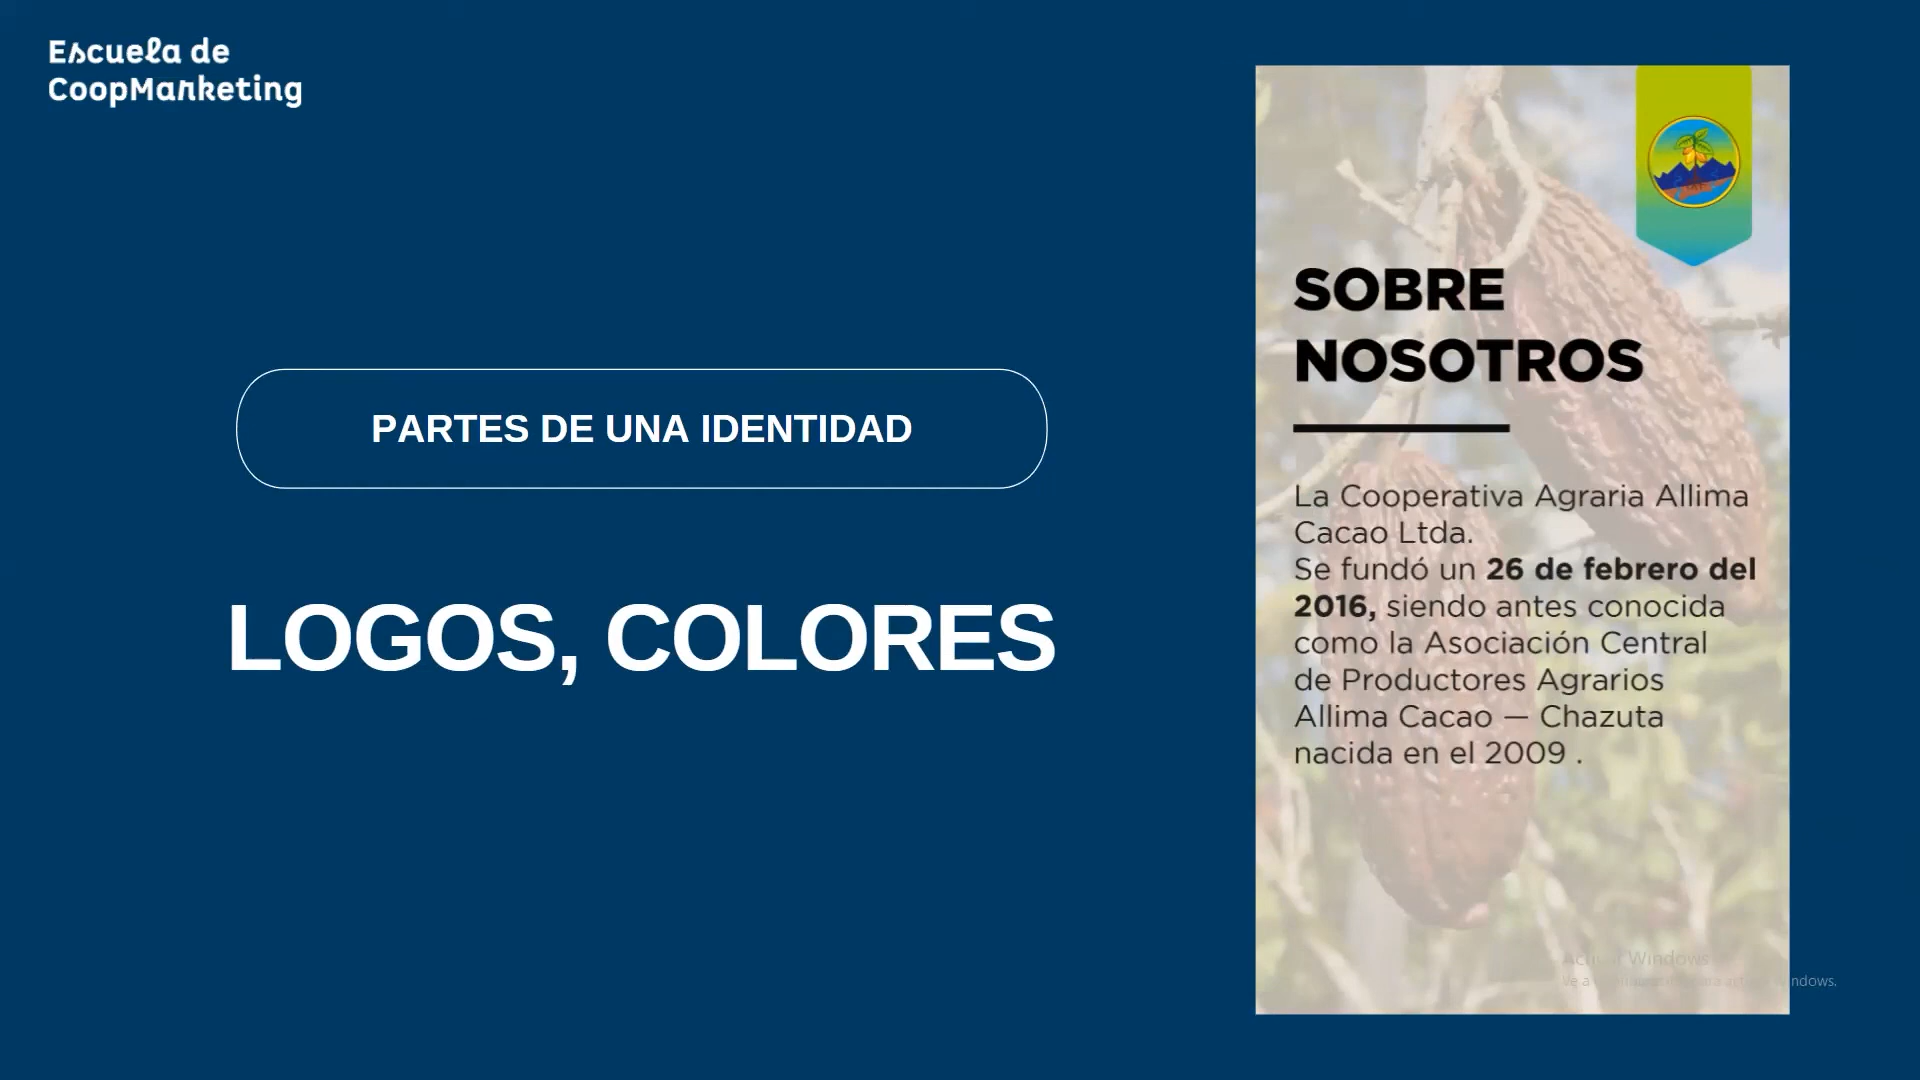 Escuela de
CoopMarketing
PARTES DE UNA IDENTIDAD
LOGOS, COLORES
SOBRE
NOSOTROS
La Cooperativa Agraria Allima
Cacao Ltda.
Se fundó un 26 de febrero del
2016, siendo antes conocida
como la Asociación Central
de Productores Agrarios
Allima Cacao — Chazuta
nacida en el 2009 .
Windows
Ve a